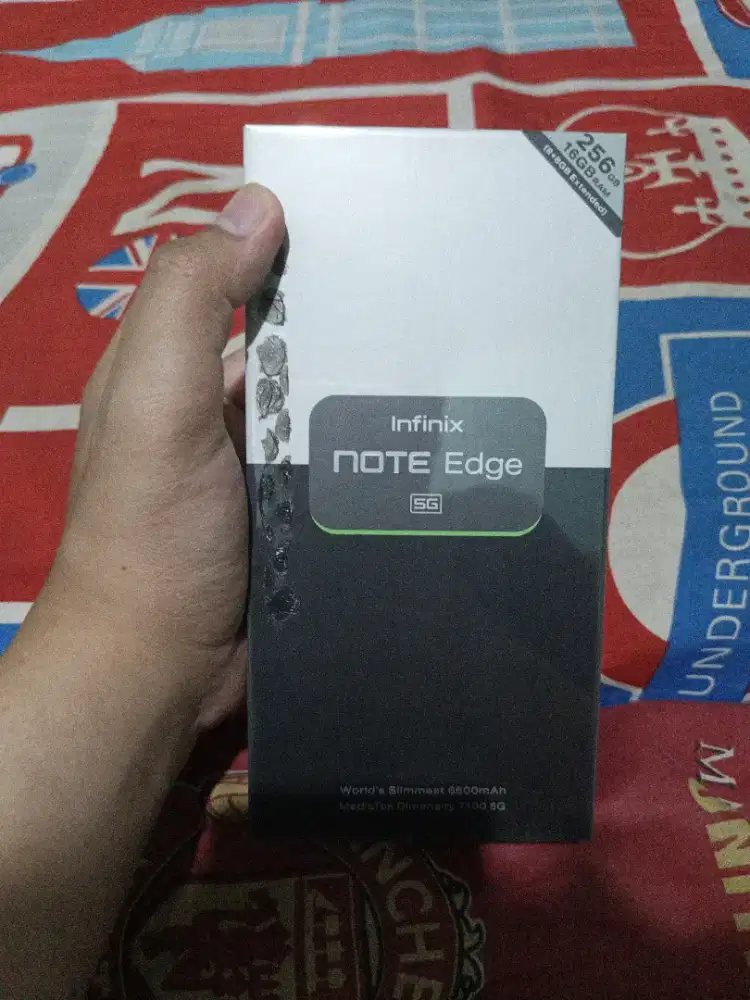 256GB
16GB RAM
(8+8GB Extended)
Infinix
NOTE Edge
5G
World's Slimmest 6500mAh
MediaTek Dimensity 7100 5G
UNDERGROUND